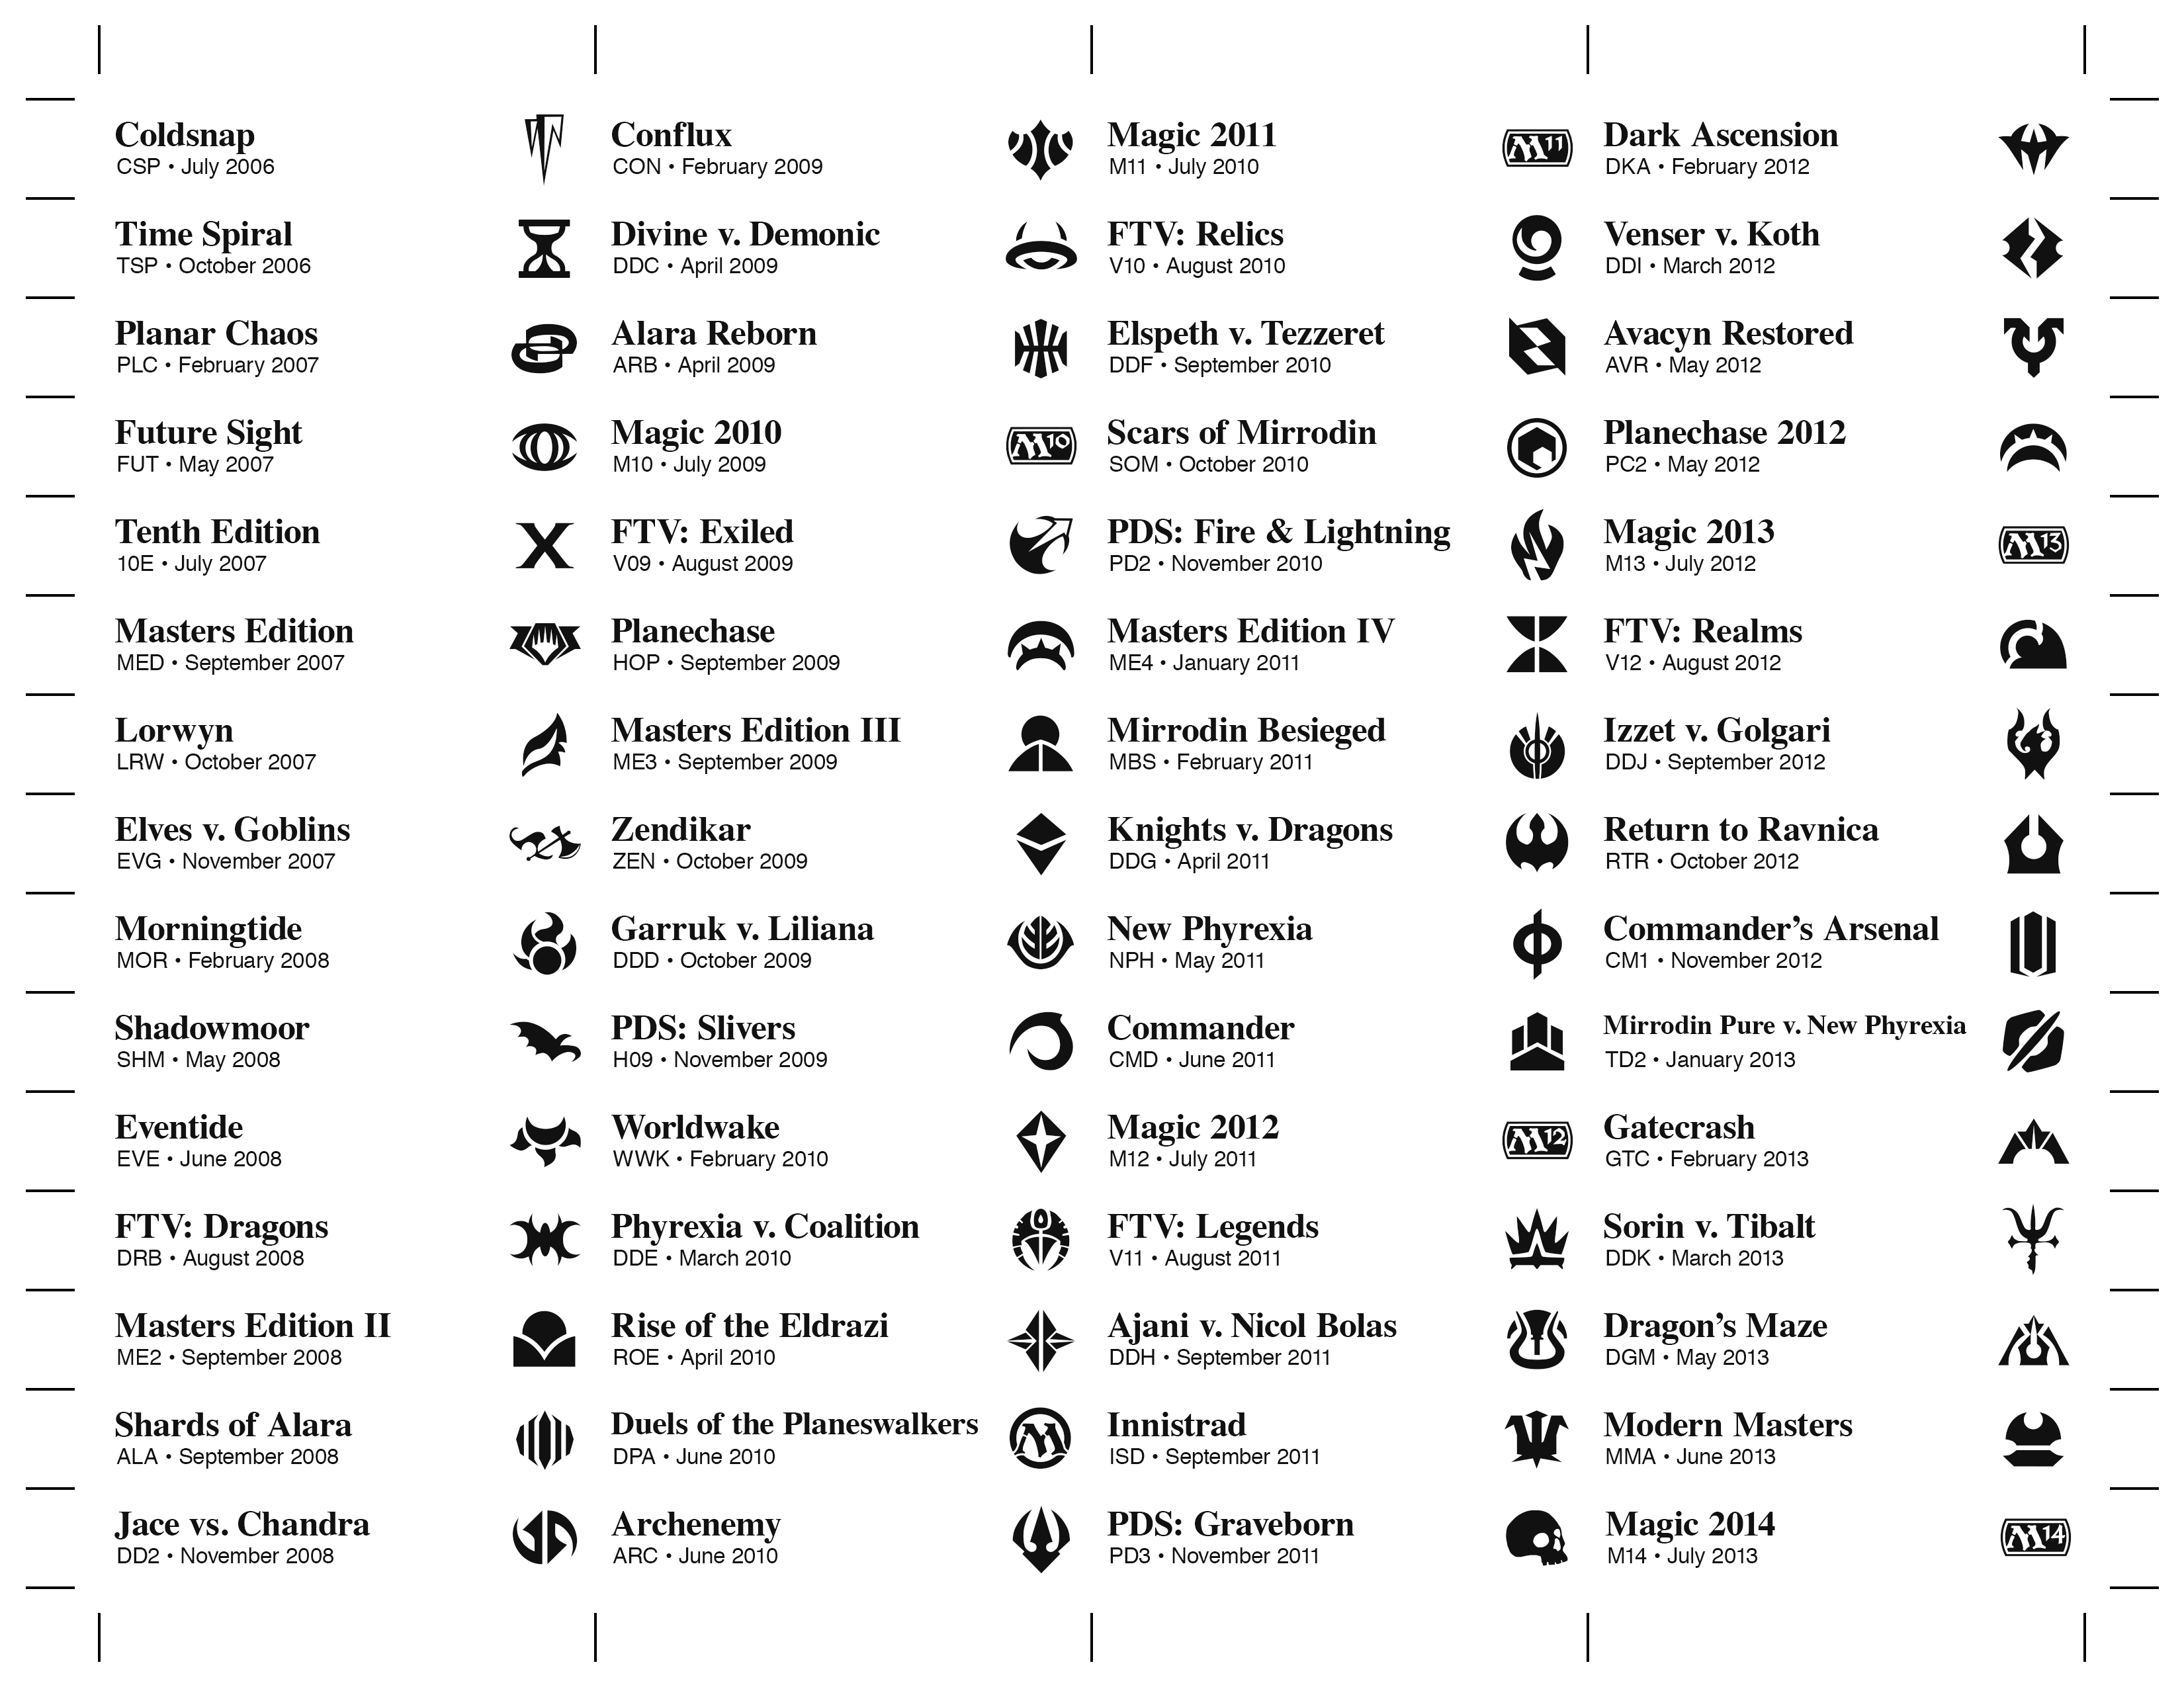 Coldsnap
CSP • July 2006
Time Spiral
TSP • October 2006
Planar Chaos
PLC • February 2007
Future Sight
FUT • May 2007
Tenth Edition
10E • July 2007
X
Masters Edition
MED • September 2007
Lorwyn
LRW • October 2007
Elves v. Goblins
EVG • November 2007
Morningtide
MOR • February 2008
Shadowmoor
SHM • May 2008
Eventide
EVE • June 2008
FTV: Dragons
DRB • August 2008
Masters Edition II
ME2 • September 2008
Shards of Alara
ALA • September 2008
Jace vs. Chandra
DD2 • November 2008
Conflux
CON • February 2009
Divine v. Demonic
DDC • April 2009
Alara Reborn
ARB • April 2009
Magic 2010
M10 • July 2009
M10
FTV: Exiled
V09 • August 2009
Planechase
HOP • September 2009
Masters Edition III
ME3 • September 2009
Zendikar
ZEN • October 2009
Garruk v. Liliana
DDD • October 2009
PDS: Slivers
H09 • November 2009
Worldwake
WWK • February 2010
Phyrexia v. Coalition
DDE • March 2010
Rise of the Eldrazi
ROE • April 2010
Duels of the Planeswalkers
DPA • June 2010
M
Archenemy
ARC • June 2010
Magic 2011
M11 • July 2010
M11
FTV: Relics
V10 • August 2010
Elspeth v. Tezzeret
DDF • September 2010
Scars of Mirrodin
SOM • October 2010
PDS: Fire & Lightning
PD2 • November 2010
Masters Edition IV
ME4 • January 2011
Mirrodin Besieged
MBS • February 2011
Knights v. Dragons
DDG • April 2011
New Phyrexia
NPH • May 2011
Commander
CMD • June 2011
Magic 2012
M12 • July 2011
M12
FTV: Legends
V11 • August 2011
Ajani v. Nicol Bolas
DDH • September 2011
Innistrad
ISD • September 2011
PDS: Graveborn
PD3 • November 2011
Dark Ascension
DKA • February 2012
Venser v. Koth
DDI • March 2012
Avacyn Restored
AVR • May 2012
Planechase 2012
PC2 • May 2012
Magic 2013
M13 • July 2012
M13
FTV: Realms
V12 • August 2012
Izzet v. Golgari
DDJ • September 2012
Return to Ravnica
RTR • October 2012
Commander’s Arsenal
CM1 • November 2012
Mirrodin Pure v. New Phyrexia
TD2 • January 2013
Gatecrash
GTC • February 2013
Sorin v. Tibalt
DDK • March 2013
Dragon’s Maze
DGM • May 2013
Modern Masters
MMA • June 2013
Magic 2014
M14 • July 2013
M14